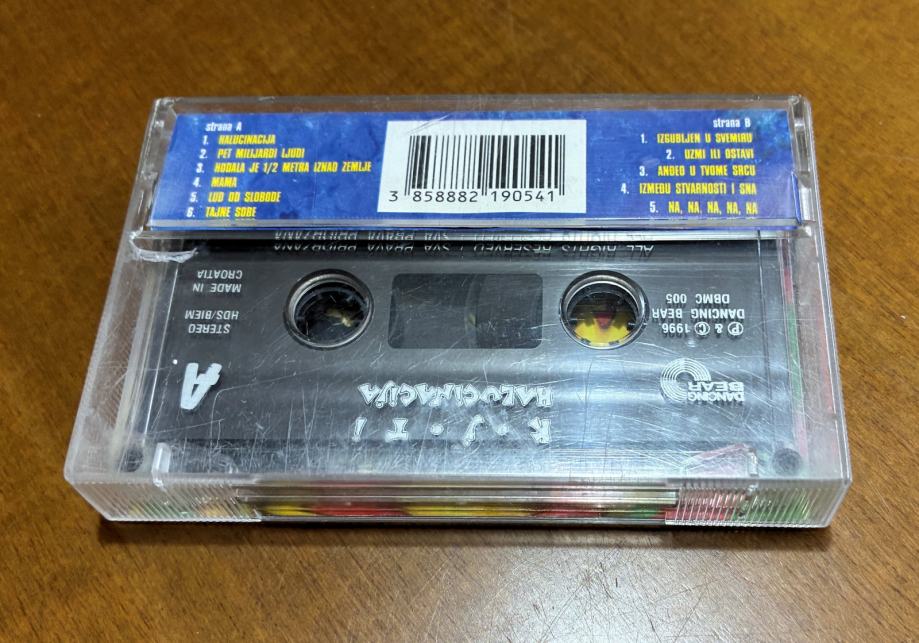 strana A
1. HALUCINACIJA
2. PET MILIJARDI LJUDI
3. HODALA JE 1/2 METRA IZNAD ZEMLJE
4. MAMA
5. LUD OD SLOBODE
6. TAJNE SOBE
3 858882 190541
strana B
1. IZGUBLJEN U SVEMIRU
2. UZMI ILI OSTAVI
3. ANĐEO U TVOME SRCU
4. IZMEĐU STVARNOSTI I SNA
5. NA, NA, NA, NA, NA
ALL RIGHTS RESERVED / SVA PRAVA PRIDRŽANA
MADE IN
CROATIA
STEREO
HDS/BIEM
A
HALUCINACIJA
DANCING
BEAR
℗ & © 1996
DANCING BEAR
DBMC 005